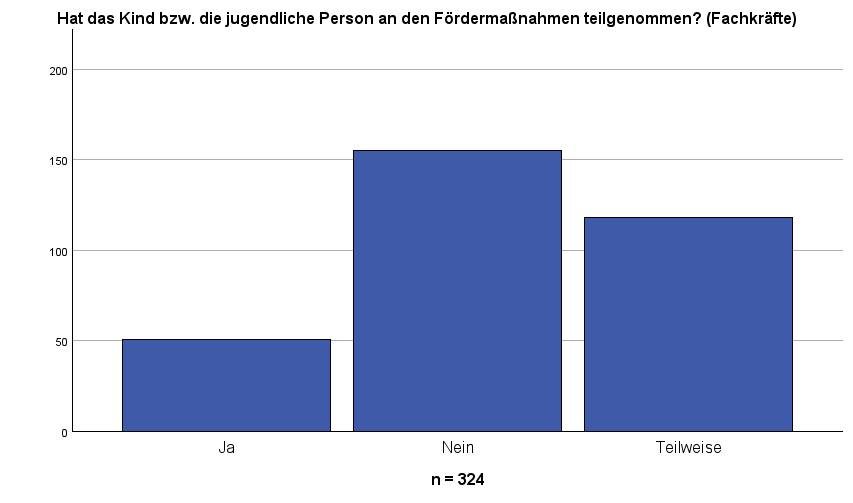 Hat das Kind bzw. die jugendliche Person an den Fördermaßnahmen teilgenommen? (Fachkräfte)
200
150
100
50
0
Ja Nein Teilweise
n = 324